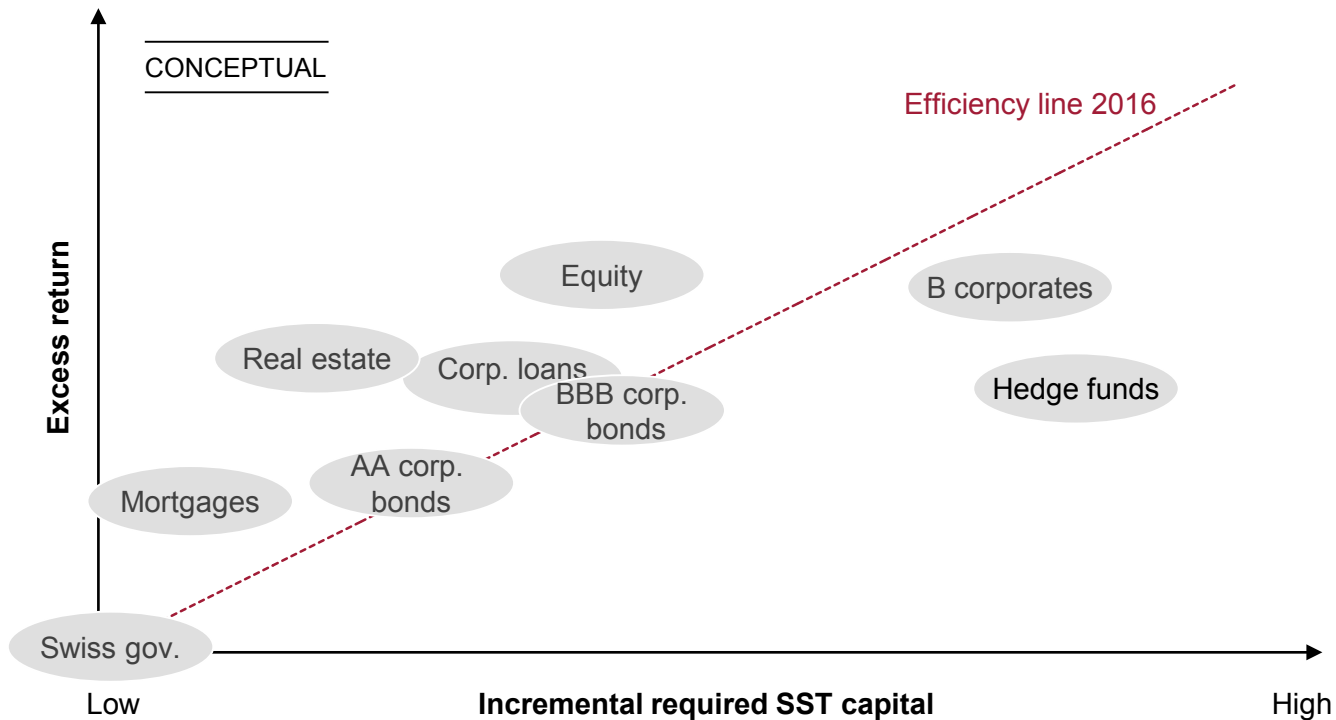 CONCEPTUAL
Efficiency line 2016
Excess return
Equity
B corporates
Real estate
Corp. loans
Hedge funds
BBB corp.
bonds
AA corp.
bonds
Mortgages
Swiss gov.
Low
Incremental required SST capital
High